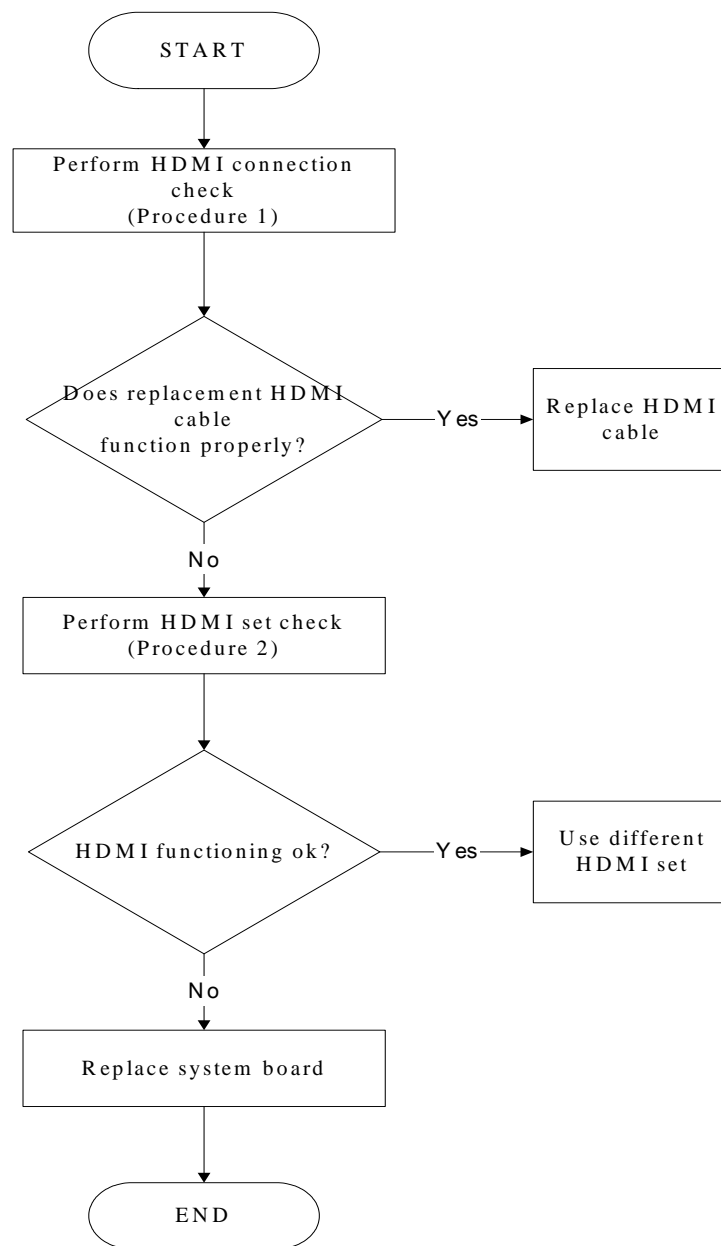 START
Perform HDMI connection
check
(Procedure 1)
Does replacement HDMI
cable
function properly?
Yes
Replace HDMI
cable
No
Perform HDMI set check
(Procedure 2)
HDMI functioning ok?
Yes
Use different
HDMI set
No
Replace system board
END